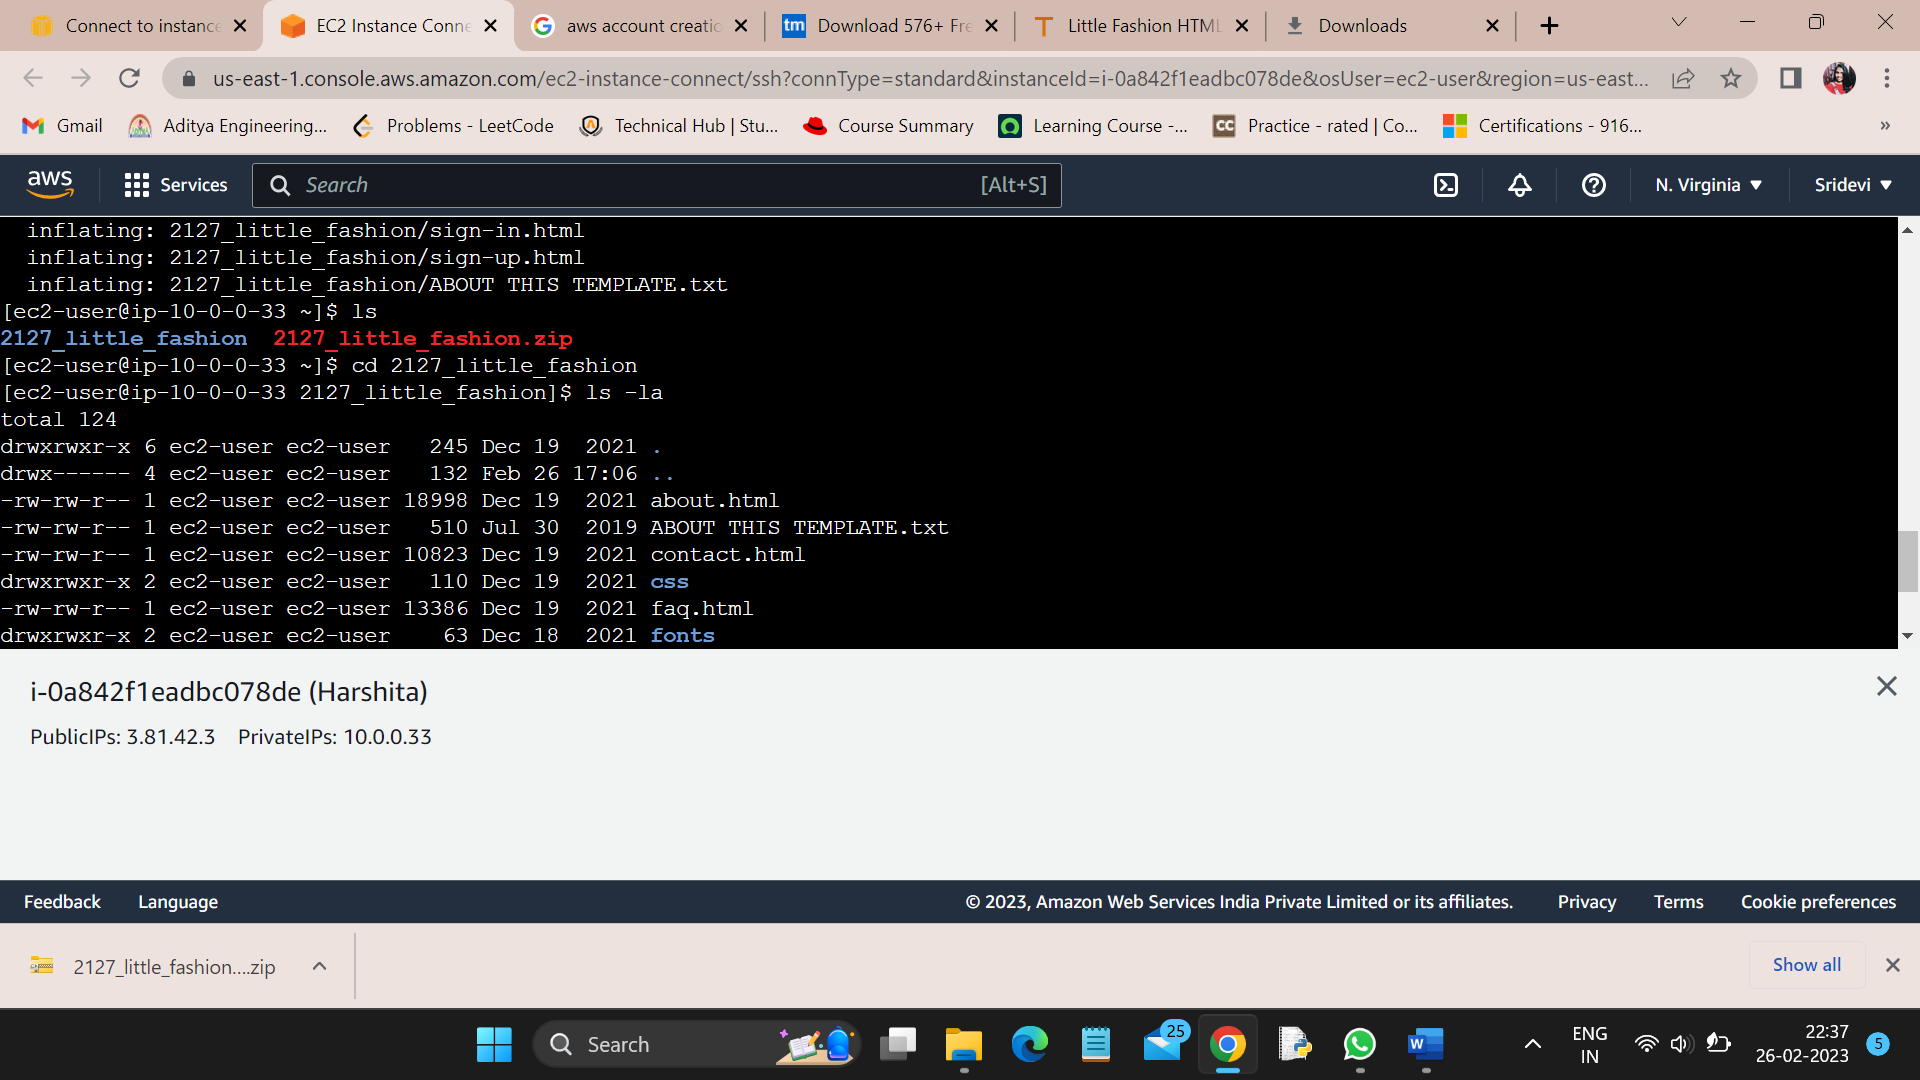 Connect to instance
EC2 Instance Conne
aws account creatio
tm Download 576+ Fre
Little Fashion HTML
Downloads
us-east-1.console.aws.amazon.com/ec2-instance-connect/ssh?connType=standard&instanceId=i-0a842f1eadbc078de&osUser=ec2-user&region=us-east...
Gmail
Aditya Engineering...
Problems - LeetCode
Technical Hub | Stu...
Course Summary
Learning Course -...
CC Practice - rated | Co...
Certifications - 916...
»
aws
Services
Search
[Alt+S]
N. Virginia
Sridevi
inflating: 2127_little_fashion/sign-in.html
inflating: 2127_little_fashion/sign-up.html
inflating: 2127_little_fashion/ABOUT THIS TEMPLATE.txt
[ec2-user@ip-10-0-0-33 ~]$ ls
2127_little_fashion  2127_little_fashion.zip
[ec2-user@ip-10-0-0-33 ~]$ cd 2127_little_fashion
[ec2-user@ip-10-0-0-33 2127_little_fashion]$ ls -la
total 124
drwxrwxr-x 6 ec2-user ec2-user   245 Dec 19  2021 .
drwx------ 4 ec2-user ec2-user   132 Feb 26 17:06 ..
-rw-rw-r-- 1 ec2-user ec2-user 18998 Dec 19  2021 about.html
-rw-rw-r-- 1 ec2-user ec2-user   510 Jul 30  2019 ABOUT THIS TEMPLATE.txt
-rw-rw-r-- 1 ec2-user ec2-user 10823 Dec 19  2021 contact.html
drwxrwxr-x 2 ec2-user ec2-user   110 Dec 19  2021 css
-rw-rw-r-- 1 ec2-user ec2-user 13386 Dec 19  2021 faq.html
drwxrwxr-x 2 ec2-user ec2-user    63 Dec 18  2021 fonts
i-0a842f1eadbc078de (Harshita)
PublicIPs: 3.81.42.3    PrivateIPs: 10.0.0.33
Feedback
Language
© 2023, Amazon Web Services India Private Limited or its affiliates.
Privacy
Terms
Cookie preferences
2127_little_fashion....zip
Show all
Search
25
W
ENG
IN
22:37
26-02-2023
5